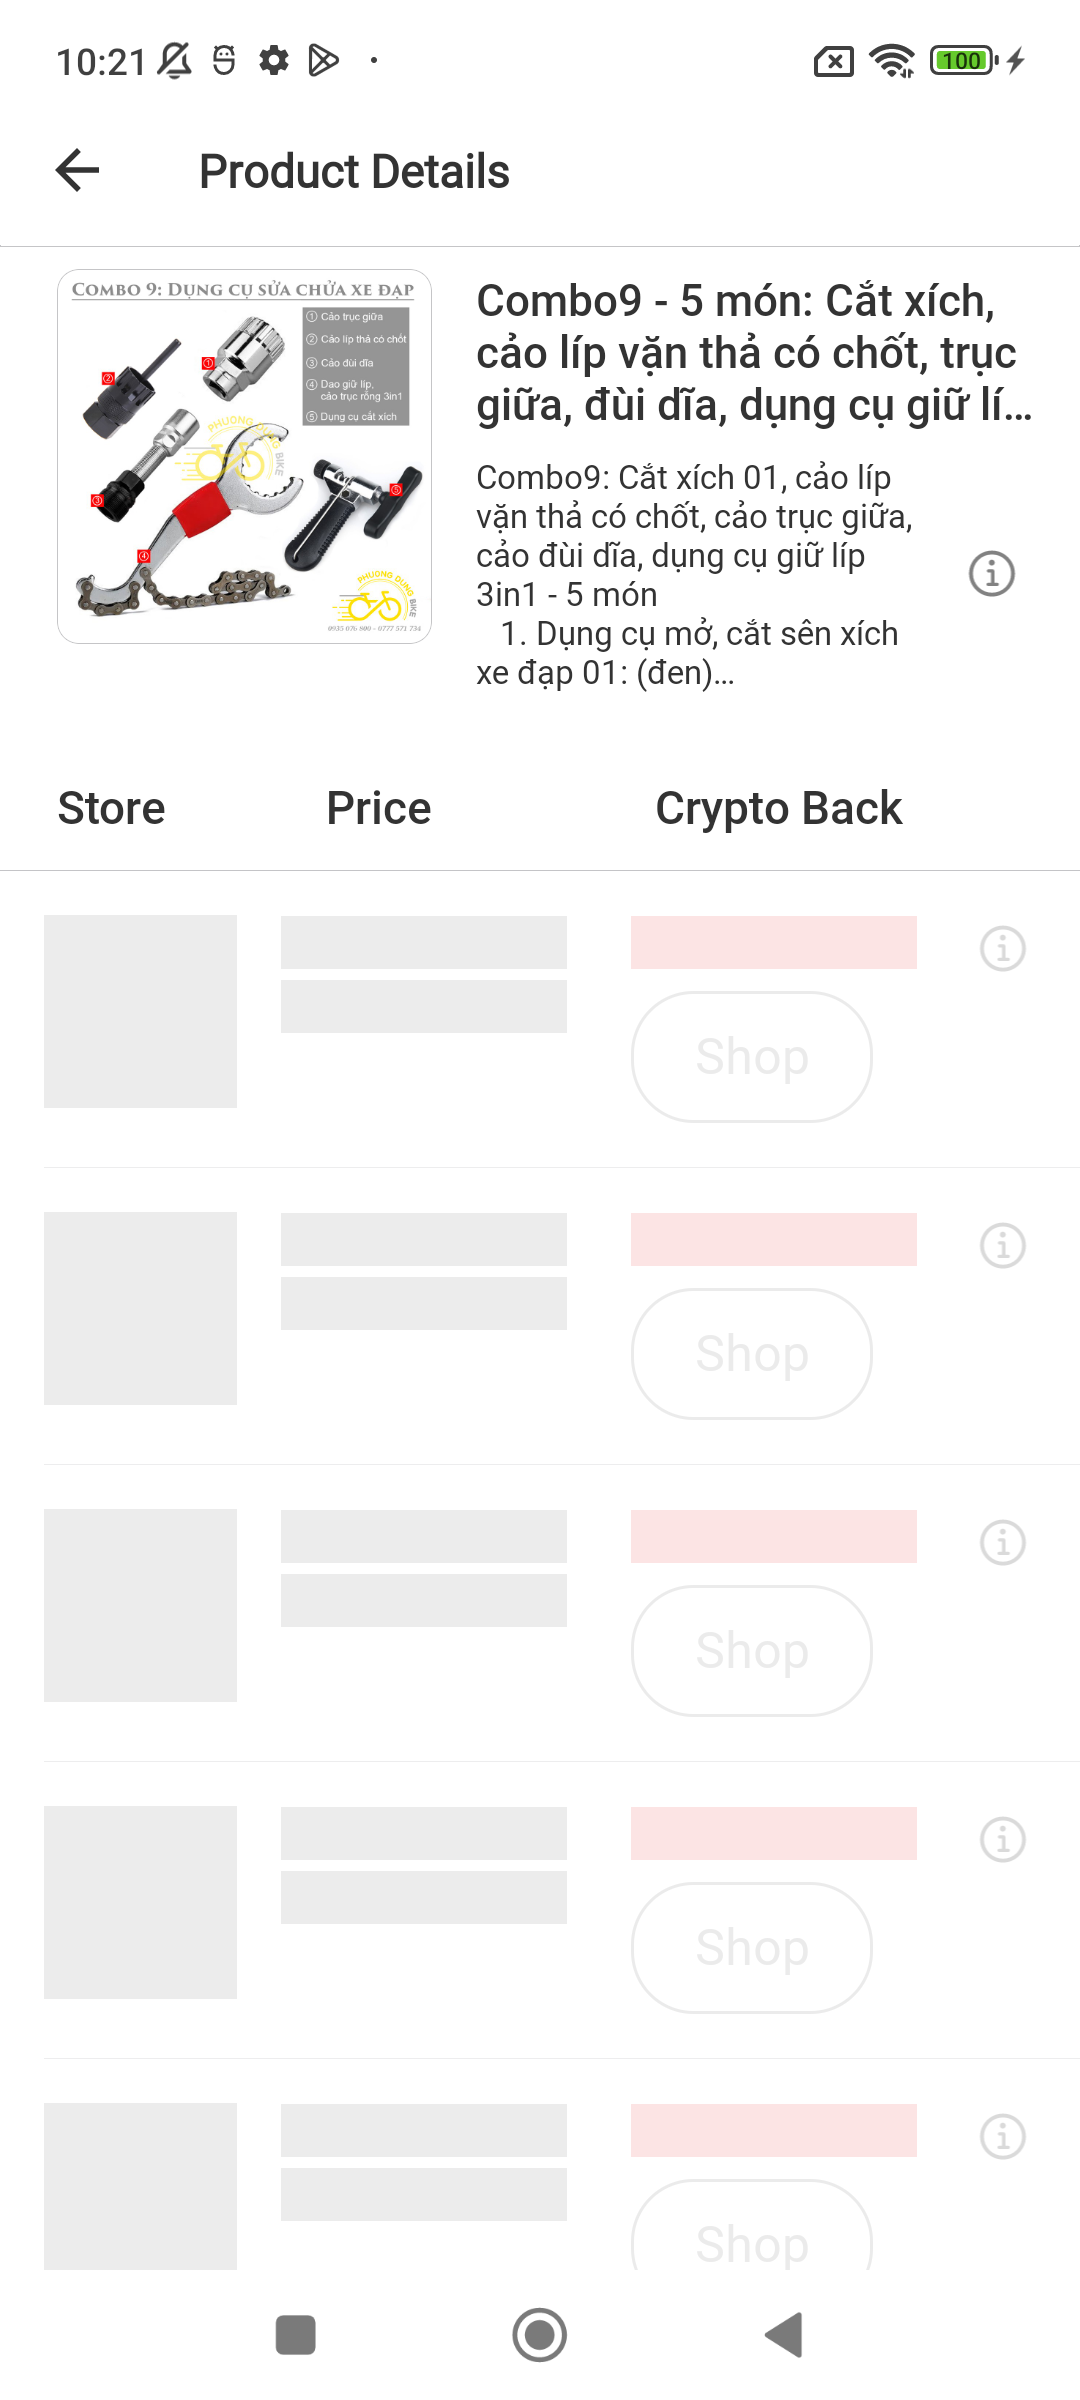 10:21
100
Product Details
COMBO 9: DỤNG CỤ SỬA CHỬA XE ĐẠP
① Cảo trục giữa
② Cảo líp thả có chốt
③ Cảo đùi dĩa
④ Dao giữ líp,
cảo trục rỗng 3in1
⑤ Dụng cụ cắt xích
PHUONG DUNG
BIKE
PHUONG DUNG
BIKE
0935 076 800 - 0777 571 734
Combo9 - 5 món: Cắt xích,
cảo líp vặn thả có chốt, trục
giữa, đùi dĩa, dụng cụ giữ lí...
Combo9: Cắt xích 01, cảo líp
vặn thả có chốt, cảo trục giữa,
cảo đùi dĩa, dụng cụ giữ líp
3in1 - 5 món
1. Dụng cụ mở, cắt sên xích
xe đạp 01: (đen)...
Store Price Crypto Back
Shop
Shop
Shop
Shop
Shop